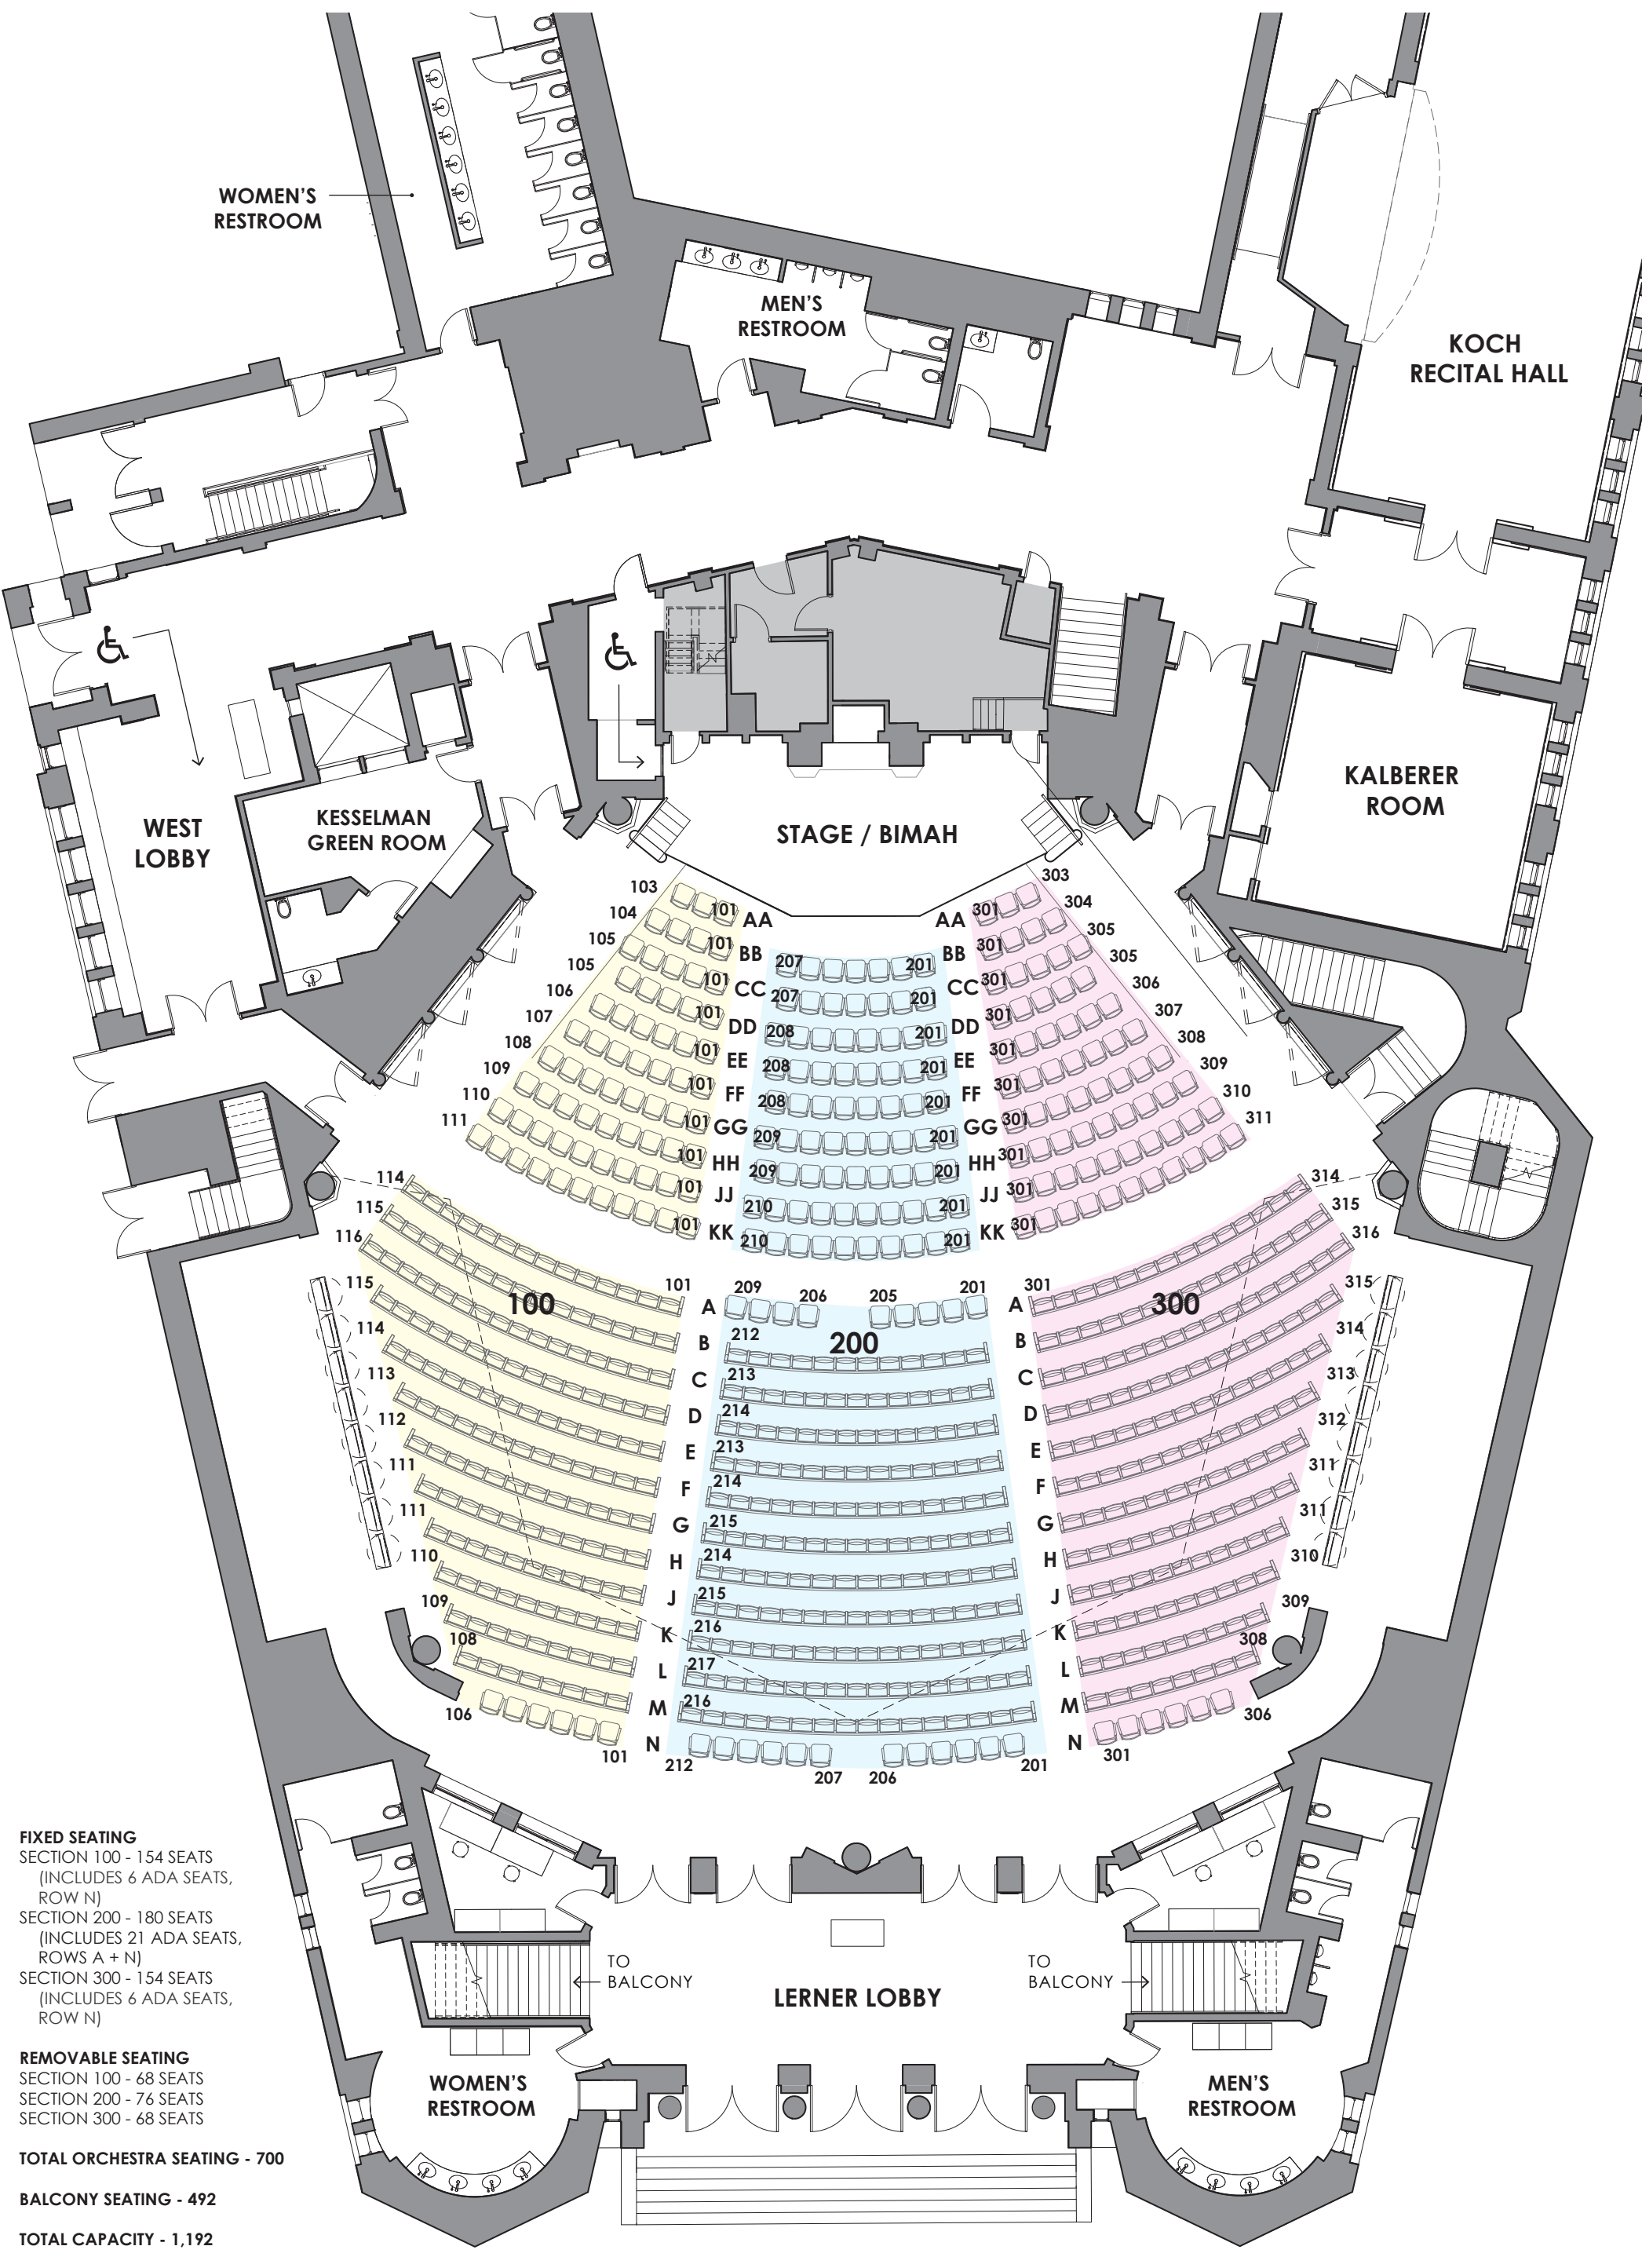 WOMEN'S
RESTROOM
MEN'S
RESTROOM
KOCH
RECITAL HALL
KALBERER
ROOM
WEST
LOBBY
KESSELMAN
GREEN ROOM
STAGE / BIMAH
103 101 AA AA 301 303
104 101 BB 207 201 BB 301 304
105 101 CC 207 201 CC 301 305
105 101 DD 208 201 DD 301 305
106 101 EE 208 201 EE 301 306
107 101 FF 208 201 FF 301 307
108 101 GG 209 201 GG 301 308
109 101 HH 209 201 HH 301 309
110 101 JJ 210 201 JJ 301 310
111 101 KK 210 201 KK 301 311
114 101 A 209 206 205 201 A 301 314
115 B 212 B 315
116 C 213 C 316
115 D 214 D 315
114 E 213 E 314
113 F 214 F 313
112 G 215 G 312
111 H 214 H 311
111 J 215 J 311
110 K 216 K 310
109 L 217 L 309
108 M 216 M 308
106 101 N 212 207 206 201 N 301 306
100
200
300
TO
BALCONY
TO
BALCONY
LERNER LOBBY
WOMEN'S
RESTROOM
MEN'S
RESTROOM
FIXED SEATING
SECTION 100 - 154 SEATS
(INCLUDES 6 ADA SEATS,
ROW N)
SECTION 200 - 180 SEATS
(INCLUDES 21 ADA SEATS,
ROWS A + N)
SECTION 300 - 154 SEATS
(INCLUDES 6 ADA SEATS,
ROW N)
REMOVABLE SEATING
SECTION 100 - 68 SEATS
SECTION 200 - 76 SEATS
SECTION 300 - 68 SEATS
TOTAL ORCHESTRA SEATING - 700
BALCONY SEATING - 492
TOTAL CAPACITY - 1,192